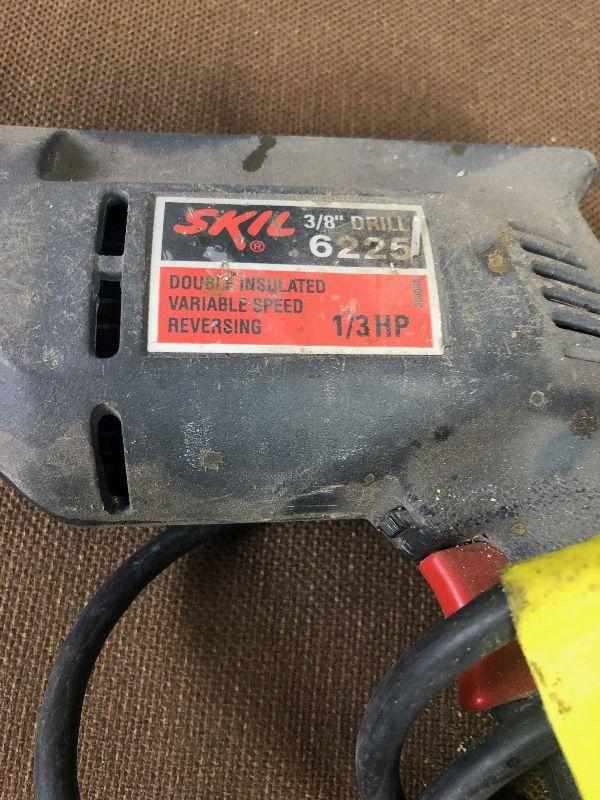 SKIL® 3/8" DRILL
6225
DOUBLE INSULATED
VARIABLE SPEED
REVERSING
1/3 HP